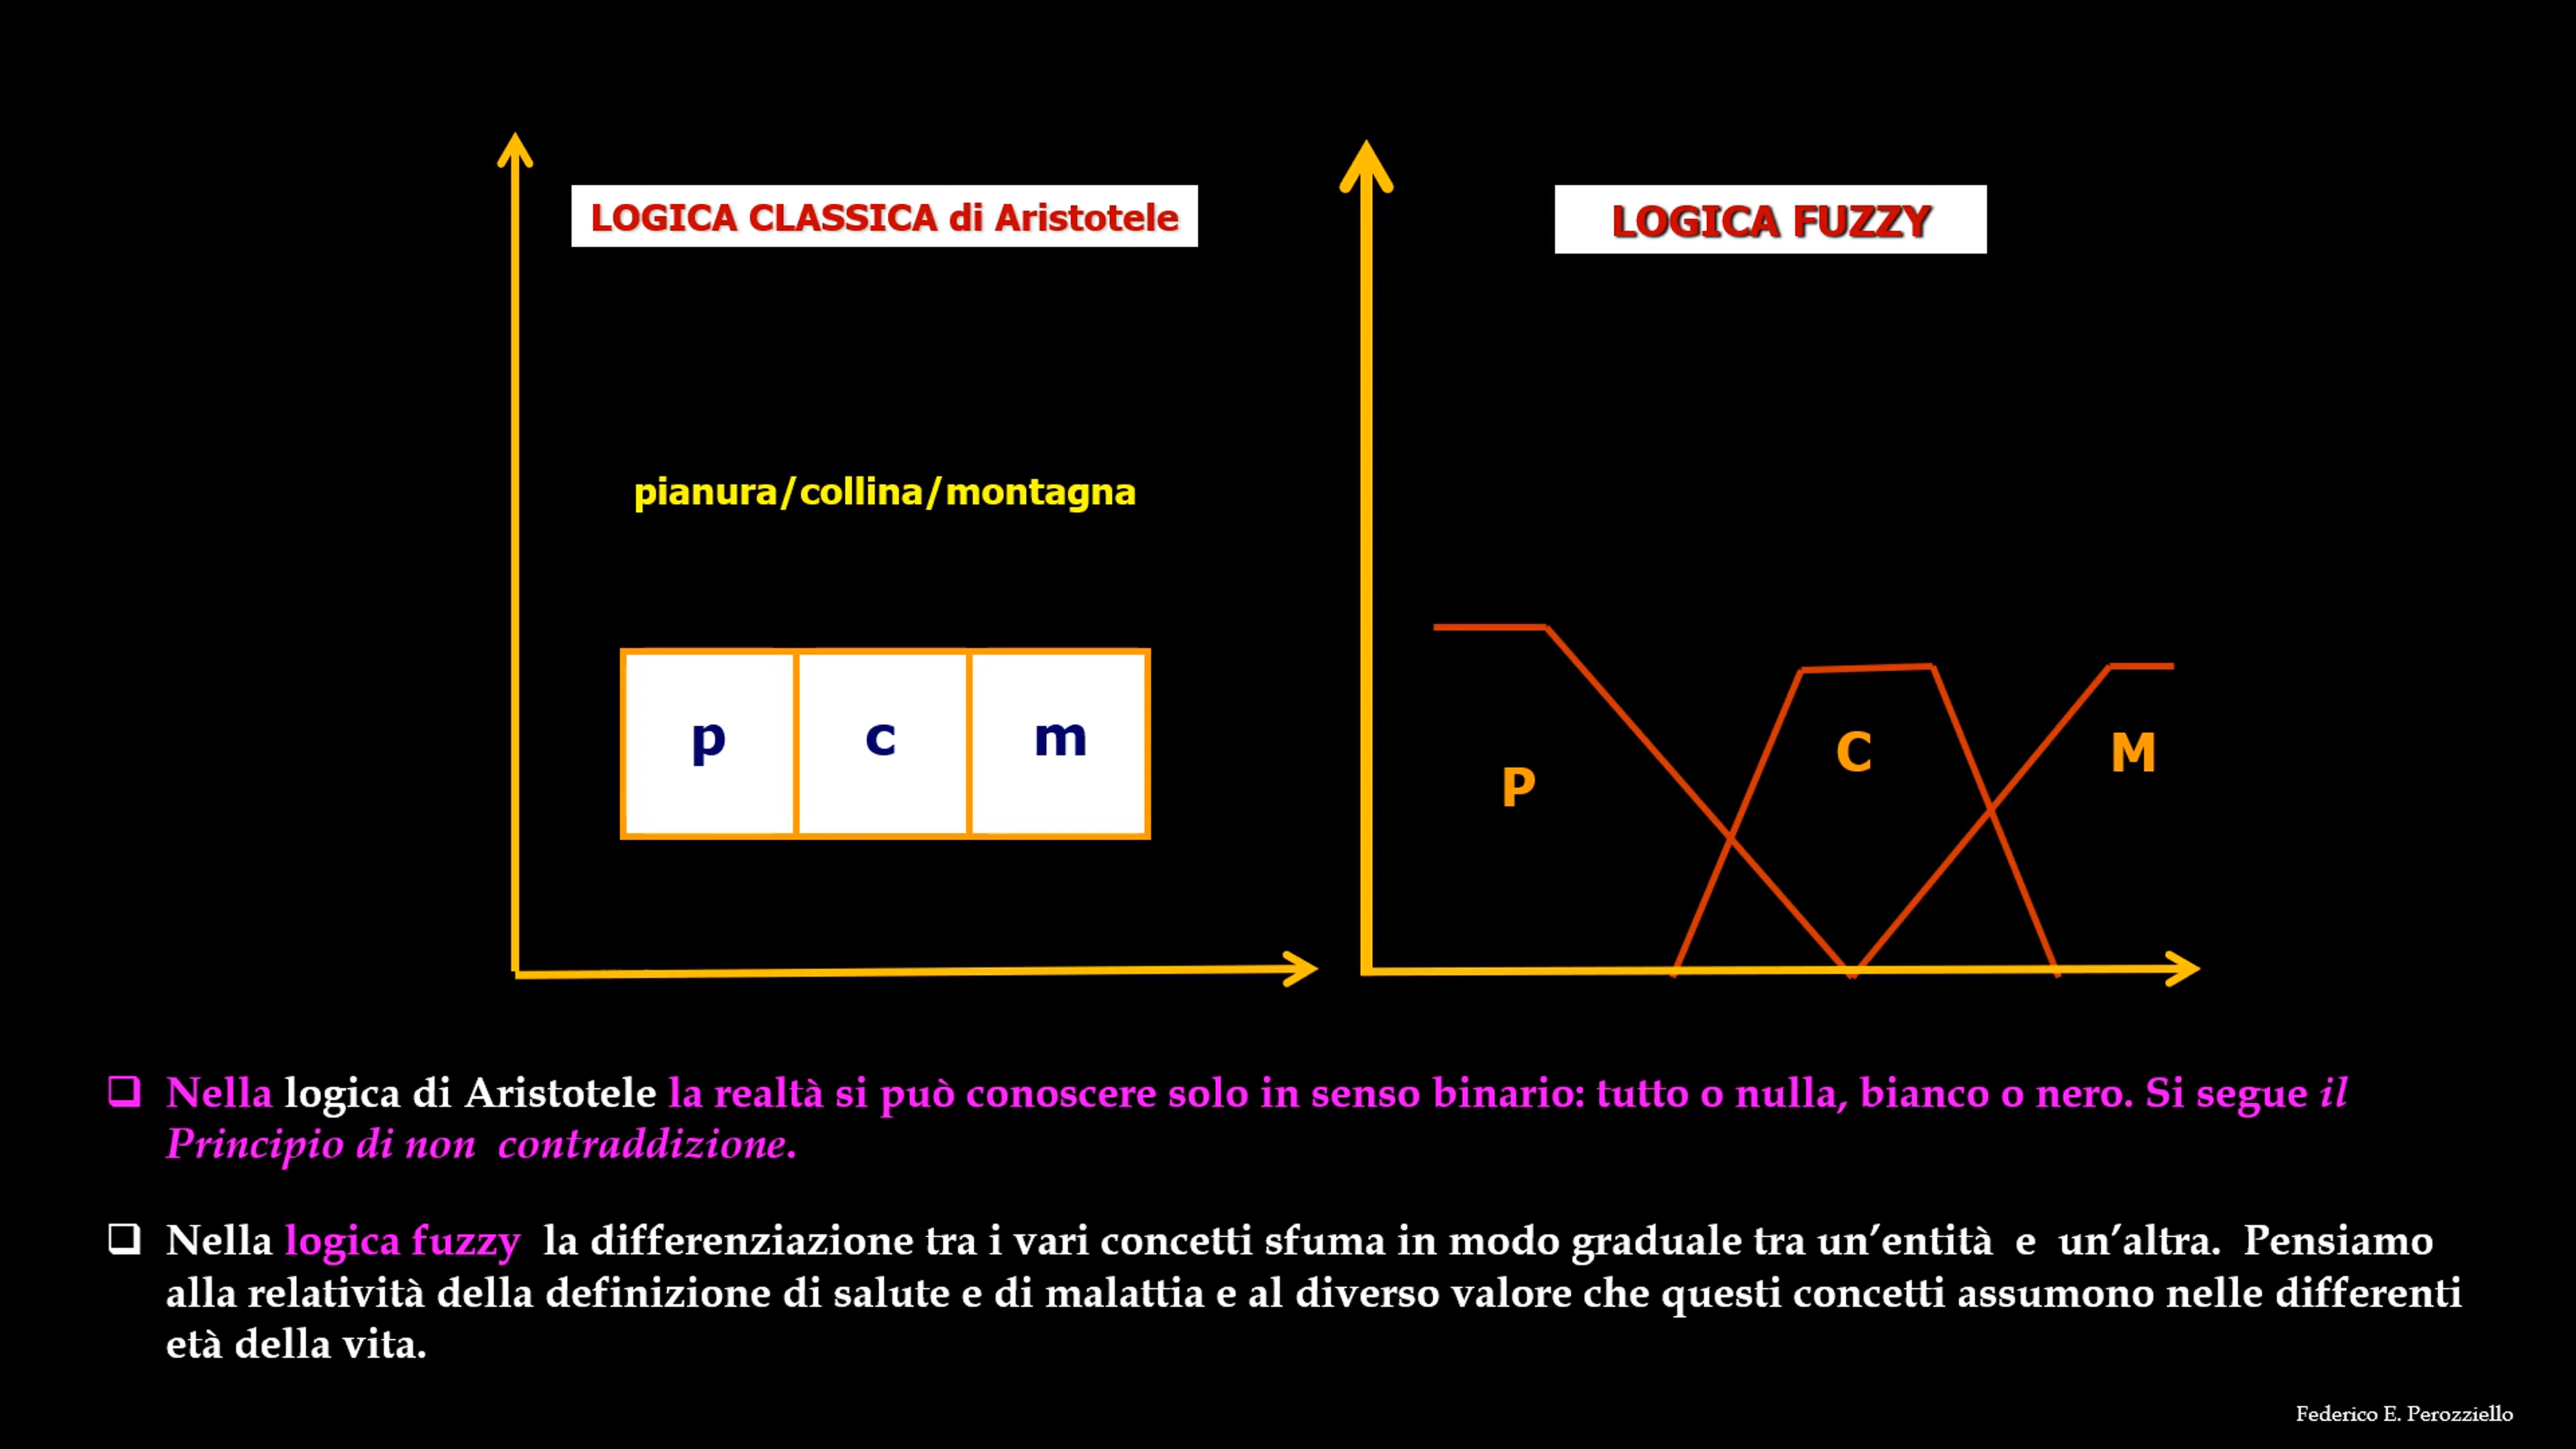 LOGICA CLASSICA di Aristotele
LOGICA FUZZY
pianura/collina/montagna
p c m
P C M
Nella logica di Aristotele la realtà si può conoscere solo in senso binario: tutto o nulla, bianco o nero. Si segue il
Principio di non contraddizione.
Nella logica fuzzy la differenziazione tra i vari concetti sfuma in modo graduale tra un’entità e un’altra. Pensiamo
alla relatività della definizione di salute e di malattia e al diverso valore che questi concetti assumono nelle differenti
età della vita.
Federico E. Perozziello